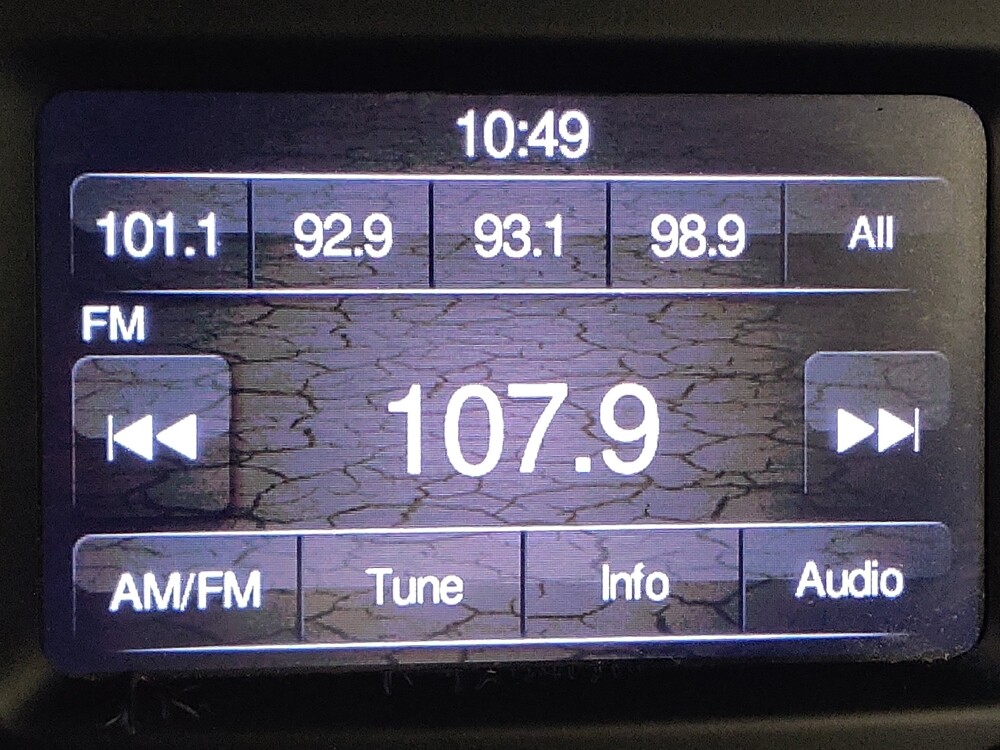 10:49
101.1 92.9 93.1 98.9 All
FM
107.9
AM/FM Tune Info Audio